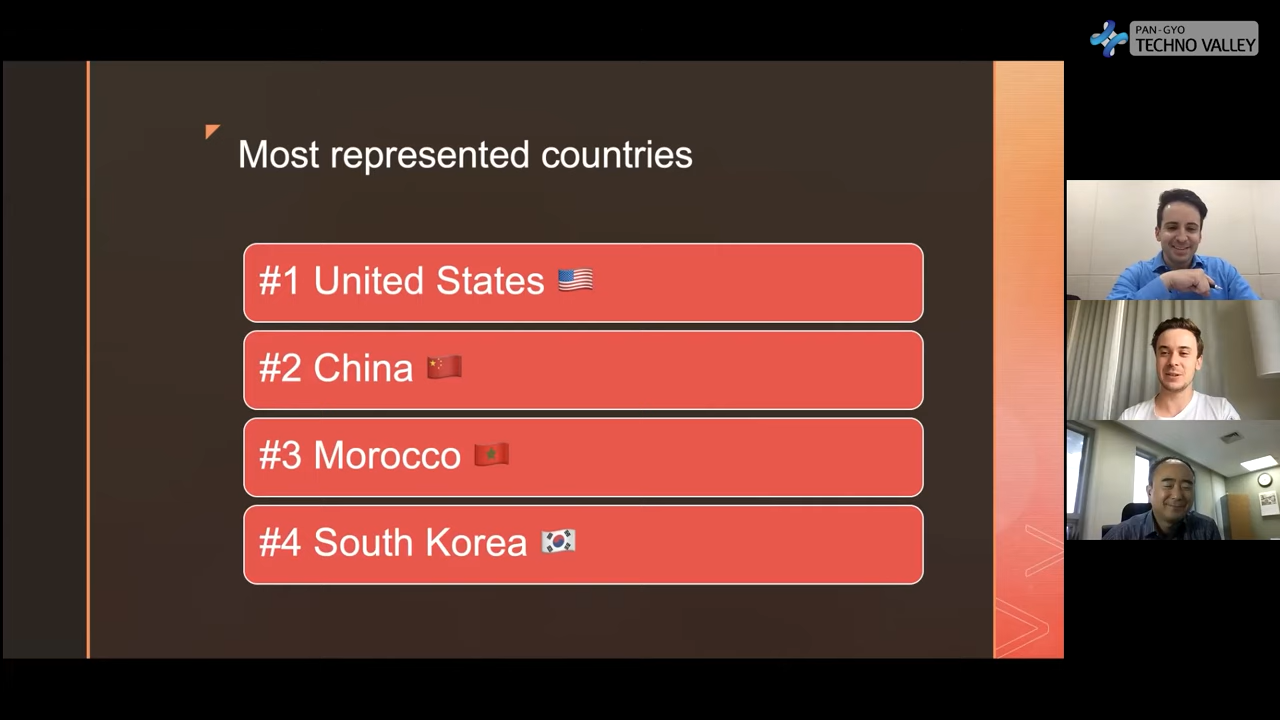 PAN-GYO
TECHNO VALLEY
Most represented countries
#1 United States 🇺🇸
#2 China 🇨🇳
#3 Morocco 🇲🇦
#4 South Korea 🇰🇷